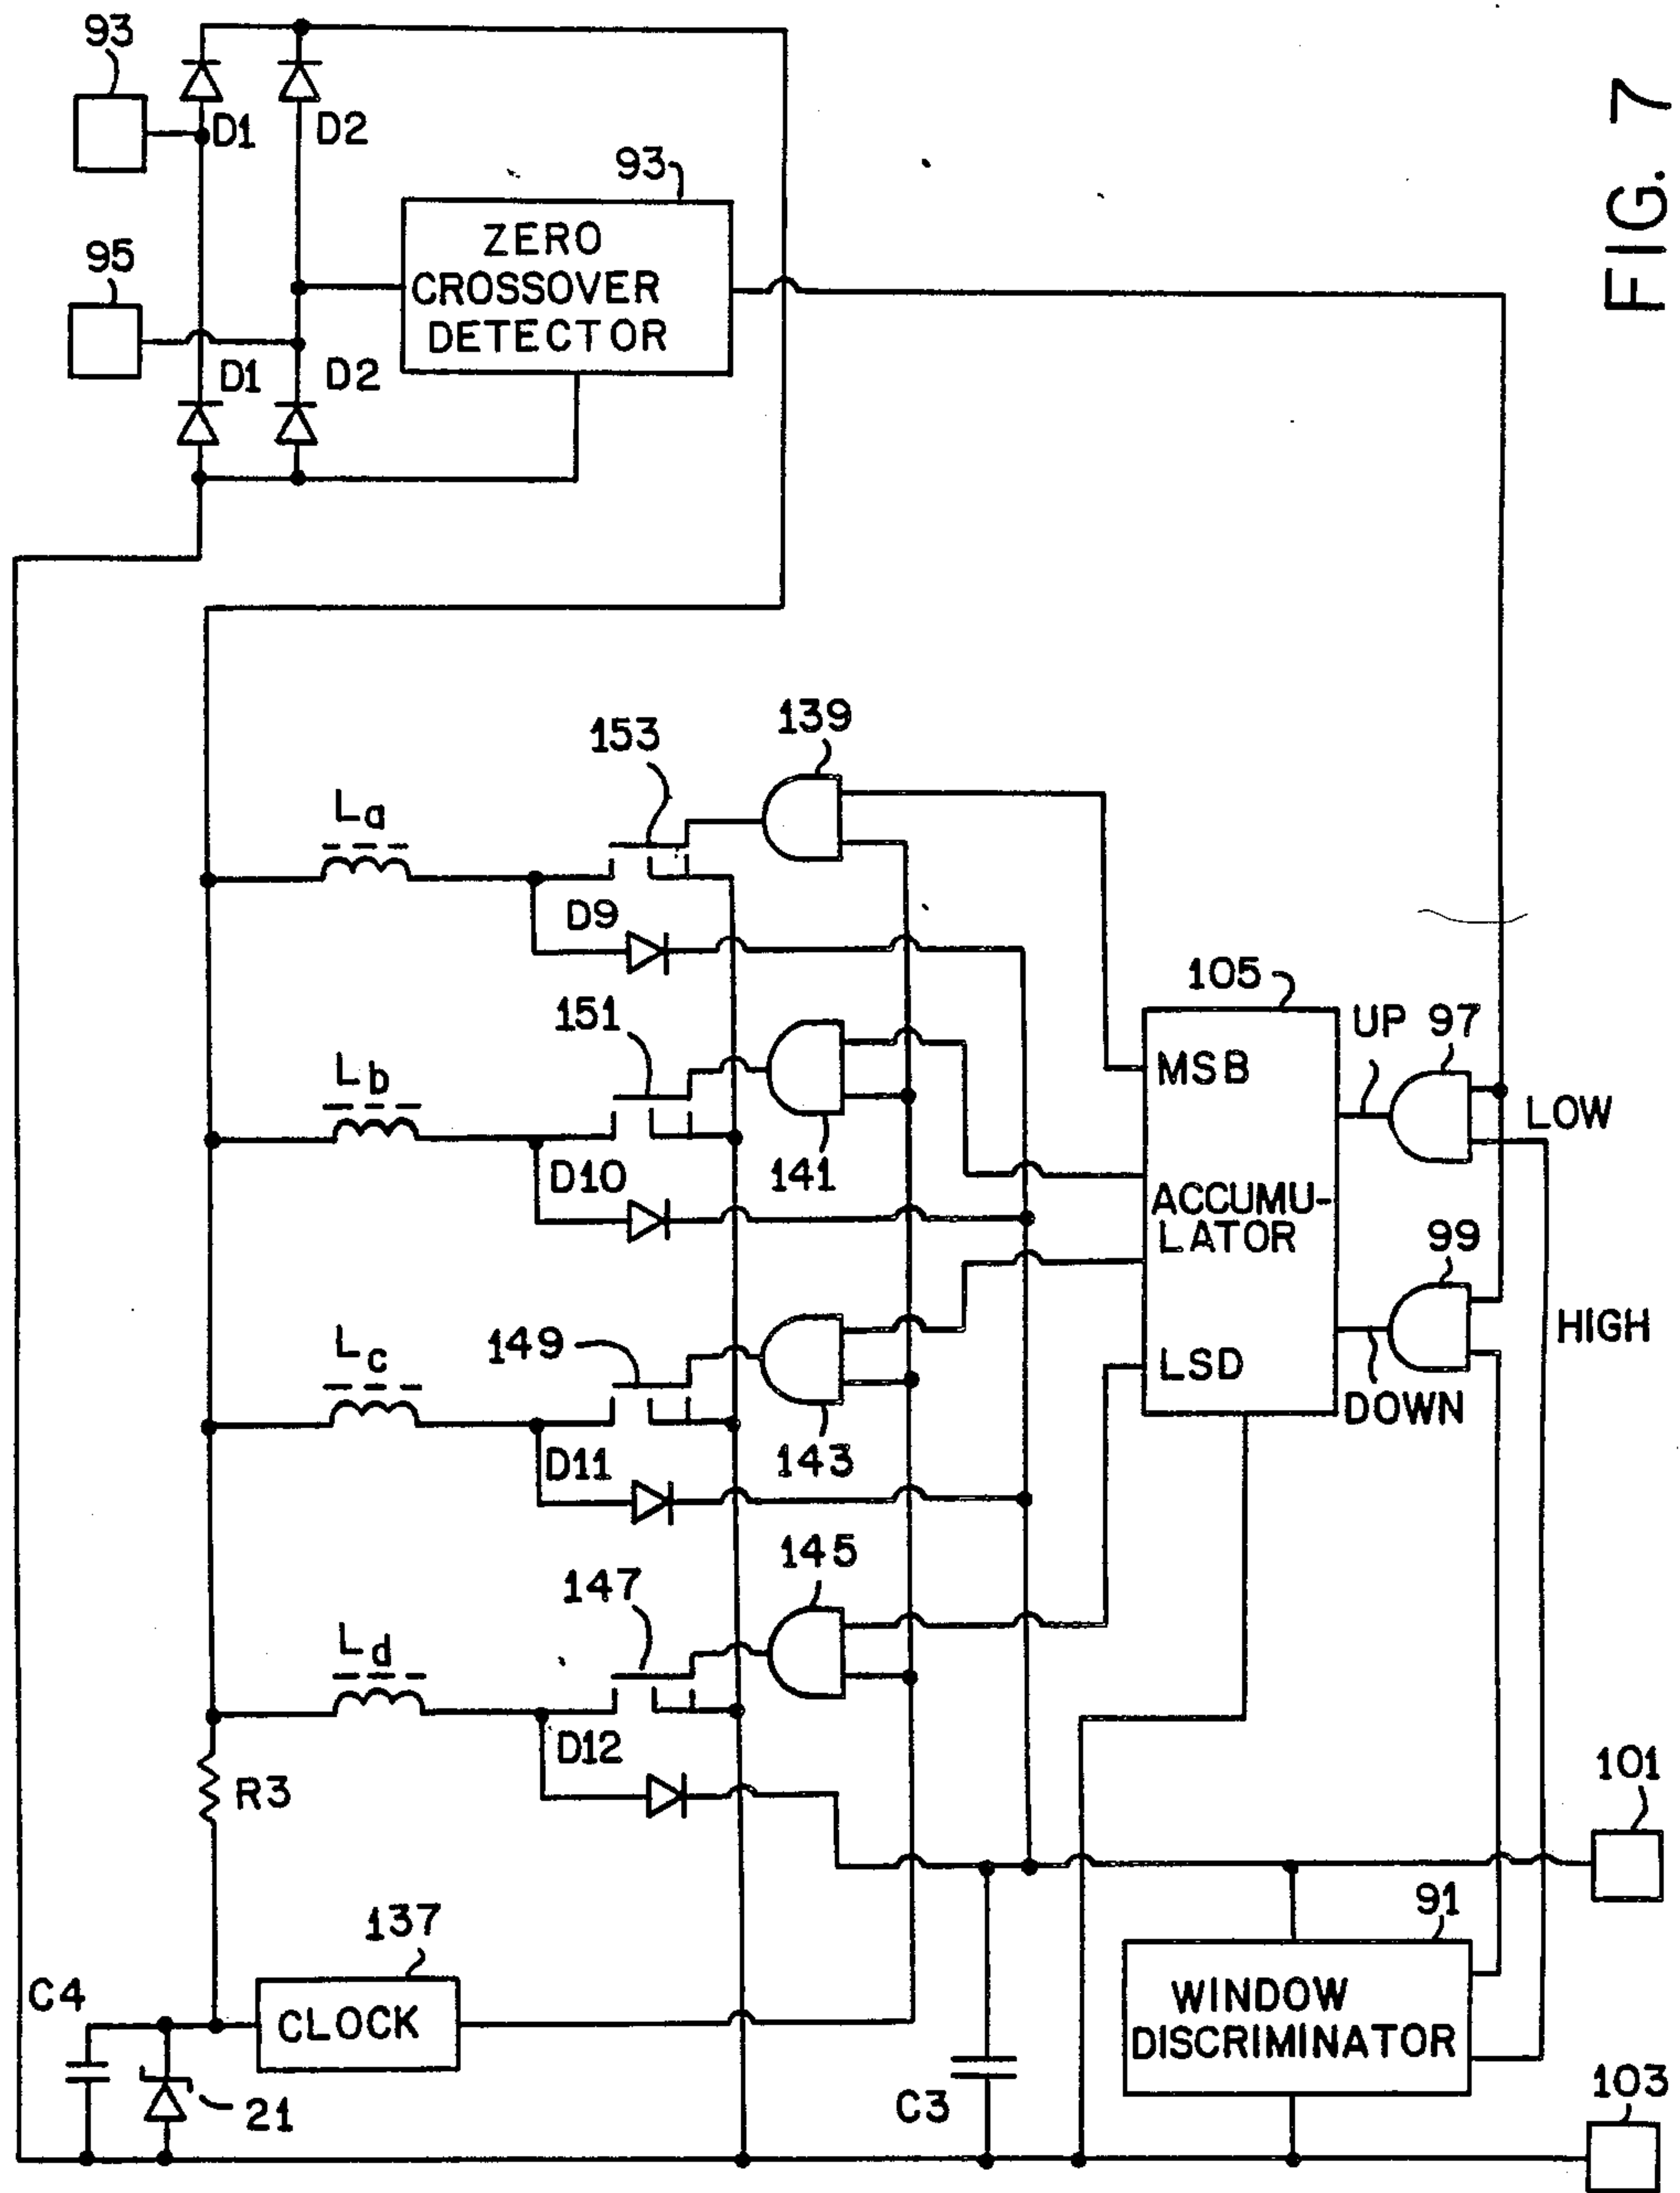 93
D1
D2
93
ZERO
CROSSOVER
DETECTOR
95
D1
D2
FIG. 7
153
139
La
D9
105
151
UP
97
MSB
Lb
LOW
D10
141
ACCUMU-
LATOR
99
149
HIGH
Lc
LSD
DOWN
D11
143
145
147
Ld
D12
R3
101
91
137
C4
CLOCK
WINDOW
DISCRIMINATOR
21
C3
103